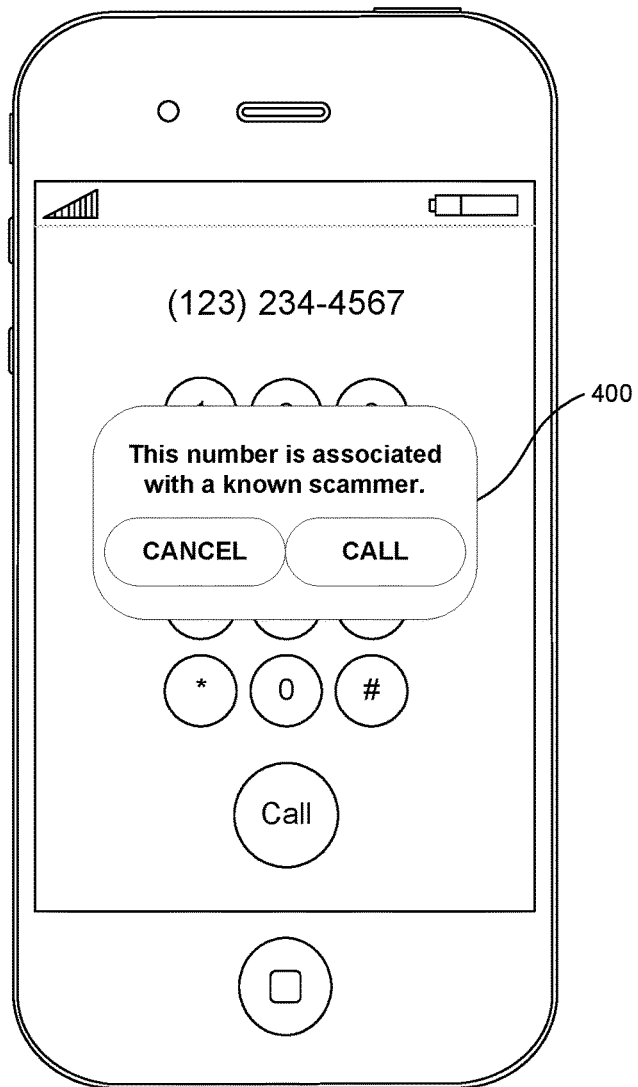 (123) 234-4567
400
This number is associated
with a known scammer.
CANCEL CALL
* 0 #
Call